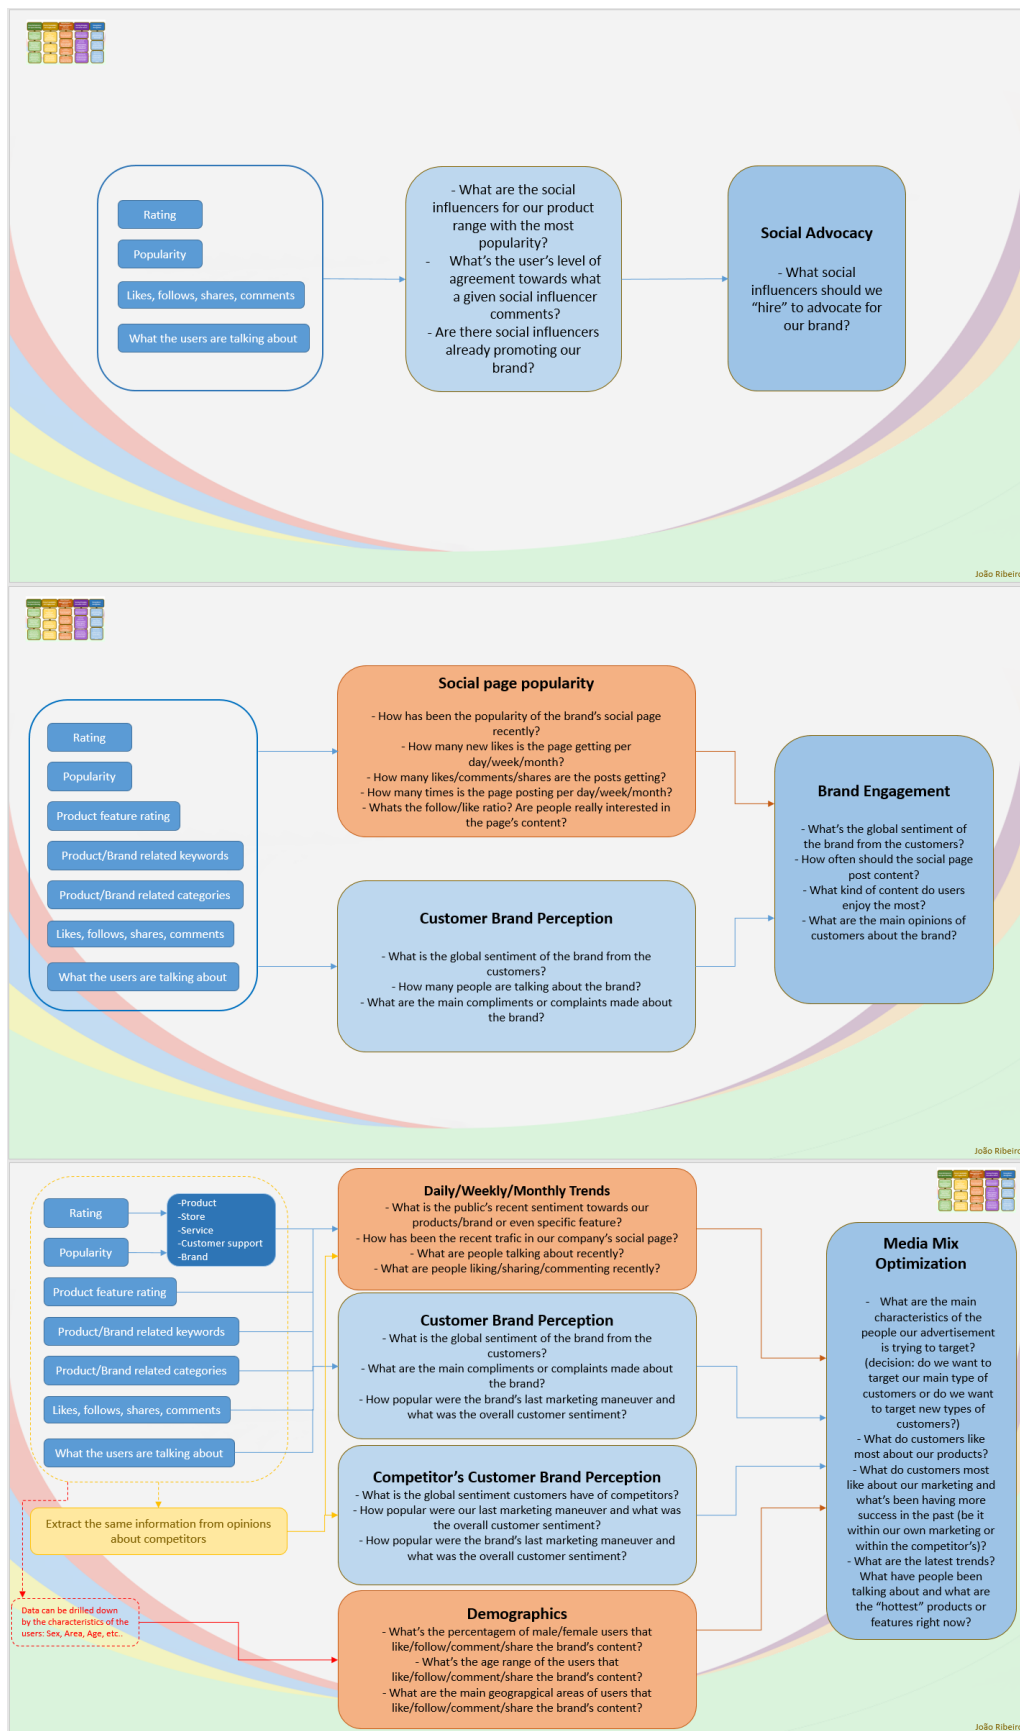 Rating
Popularity
Likes, follows, shares, comments
What the users are talking about
- What are the social
influencers for our product
range with the most
popularity?
- What's the user's level of
agreement towards what
a given social influencer
comments?
- Are there social influencers
already promoting our
brand?
Social Advocacy
- What social
influencers should we
“hire” to advocate for
our brand?
João Ribeiro
Rating
Popularity
Product feature rating
Product/Brand related keywords
Product/Brand related categories
Likes, follows, shares, comments
What the users are talking about
Social page popularity
- How has been the popularity of the brand's social page
recently?
- How many new likes is the page getting per
day/week/month?
- How many likes/comments/shares are the posts getting?
- How many times is the page posting per day/week/month?
- Whats the follow/like ratio? Are people really interested in
the page's content?
Customer Brand Perception
- What is the global sentiment of the brand from the
customers?
- How many people are talking about the brand?
- What are the main compliments or complaints made about
the brand?
Brand Engagement
- What's the global sentiment of
the brand from the customers?
- How often should the social page
post content?
- What kind of content do users
enjoy the most?
- What are the main opinions of
customers about the brand?
João Ribeiro
Rating
Popularity
-Product
-Store
-Service
-Customer support
-Brand
Product feature rating
Product/Brand related keywords
Product/Brand related categories
Likes, follows, shares, comments
What the users are talking about
Extract the same information from opinions
about competitors
Data can be drilled down
by the characteristics of the
users: Sex, Area, Age, etc..
Daily/Weekly/Monthly Trends
- What is the public's recent sentiment towards our
products/brand or even specific feature?
- How has been the recent trafic in our company's social page?
- What are people talking about recently?
- What are people liking/sharing/commenting recently?
Customer Brand Perception
- What is the global sentiment of the brand from the
customers?
- What are the main compliments or complaints made about
the brand?
- How popular were the brand's last marketing maneuver and
what was the overall customer sentiment?
Competitor's Customer Brand Perception
- What is the global sentiment customers have of competitors?
- How popular were our last marketing maneuver and what was
the overall customer sentiment?
- How popular were the brand's last marketing maneuver and
what was the overall customer sentiment?
Demographics
- What's the percentagem of male/female users that
like/follow/comment/share the brand's content?
- What's the age range of the users that
like/follow/comment/share the brand's content?
- What are the main geograpgical areas of users that
like/follow/comment/share the brand's content?
Media Mix
Optimization
- What are the main
characteristics of the
people our advertisement
is trying to target?
(decision: do we want to
target our main type of
customers or do we want
to target new types of
customers?)
- What do customers like
most about our products?
- What do customers most
like about our marketing and
what's been having more
success in the past (be it
within our own marketing or
within the competitor's)?
- What are the latest trends?
What have people been
talking about and what are
the “hottest” products or
features right now?
João Ribeiro